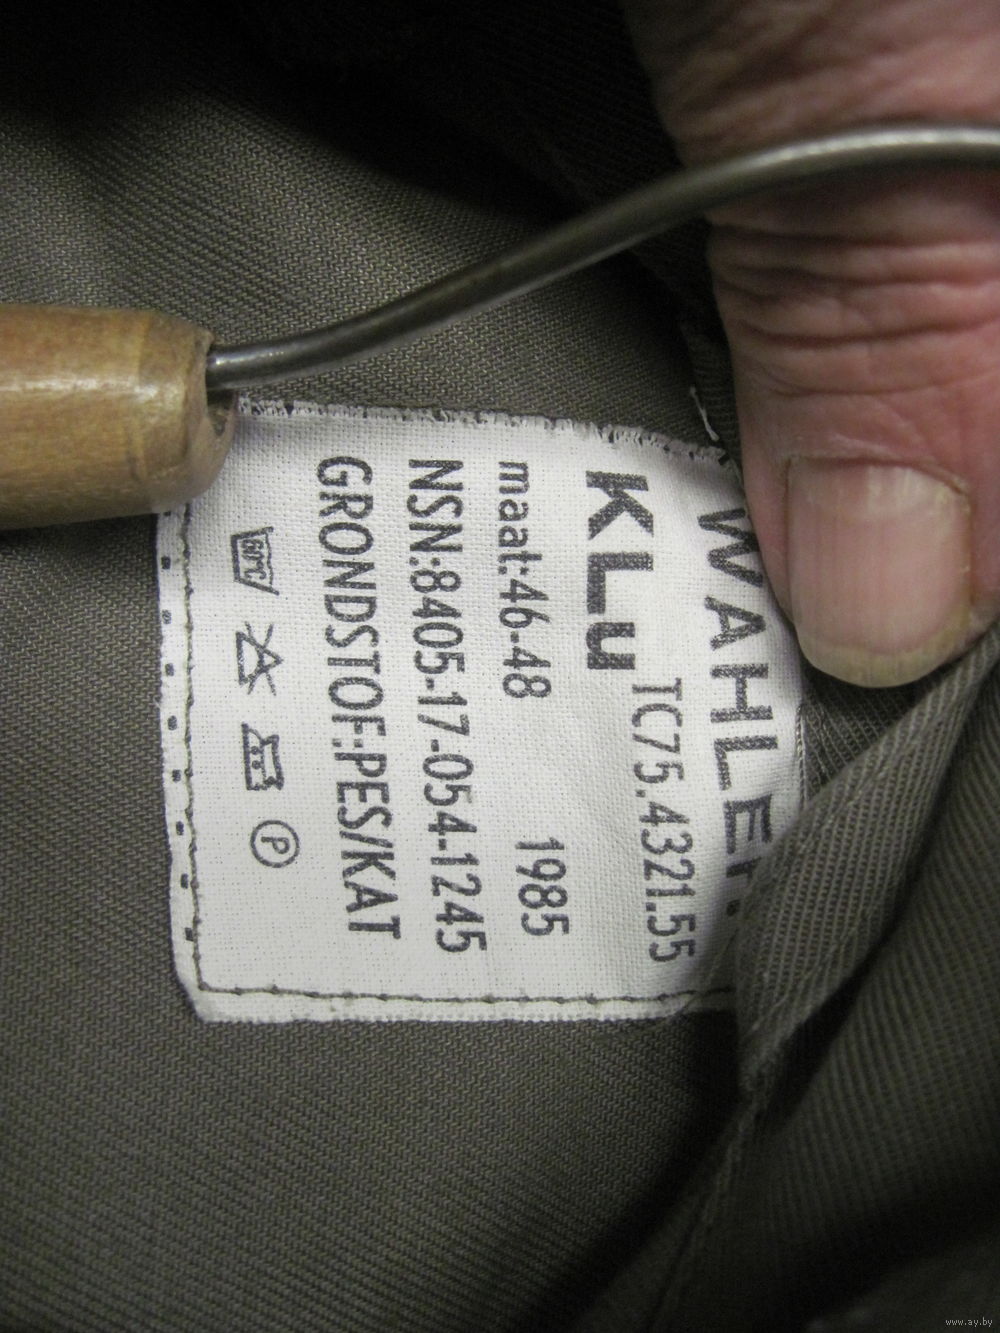 TC75.4321.55
KLu
maat:46-48 1985
NSN:8405-17-054-1245
GRONDSTOF:PES/KAT
60°C P
www.ay.by